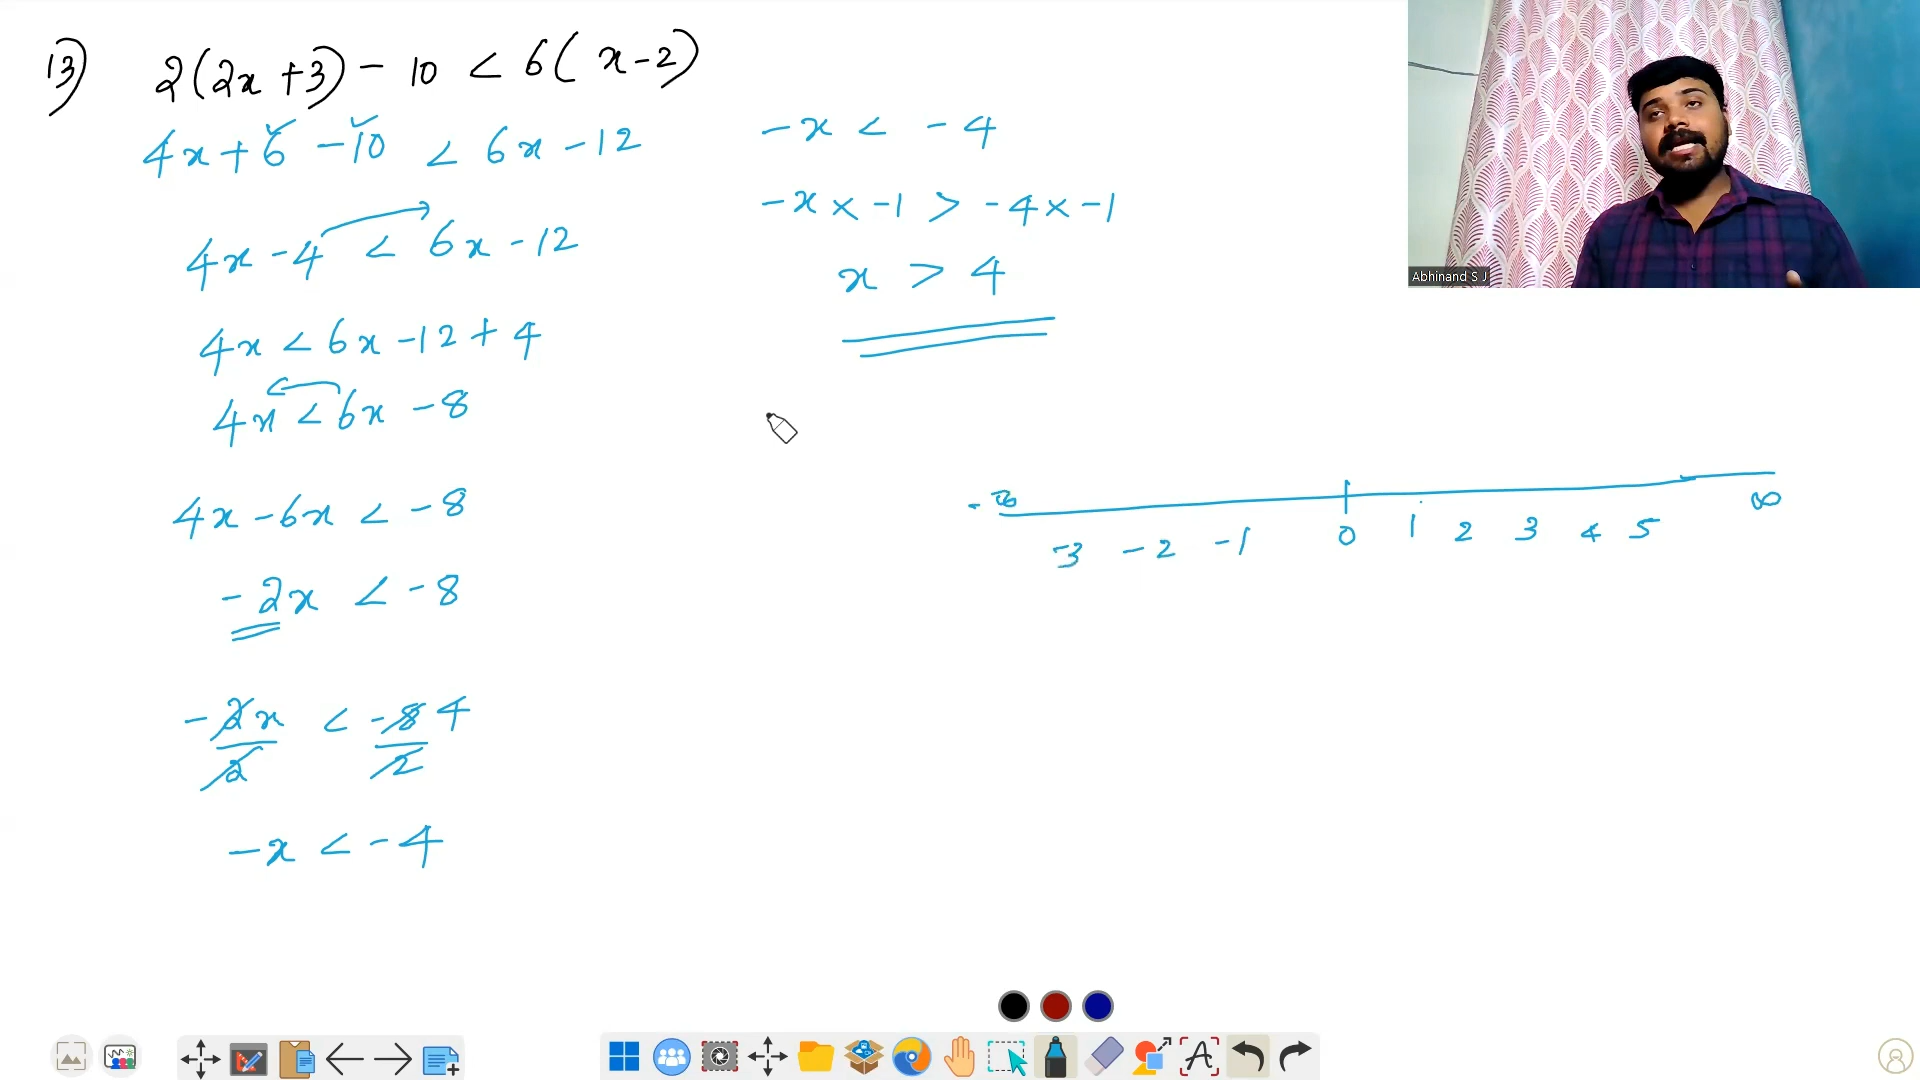 13) 2(2x+3) - 10 < 6(x-2)
4x+6 -10 < 6x-12
4x-4 < 6x-12
4x < 6x-12+4
4x < 6x -8
4x -6x < -8
-2x < -8
-2x/2 < -8/2 4
-x < -4
-x < -4
-x × -1 > -4 × -1
x > 4
-∞ ∞
-3 -2 -1 0 1 2 3 4 5
Abhinand S J